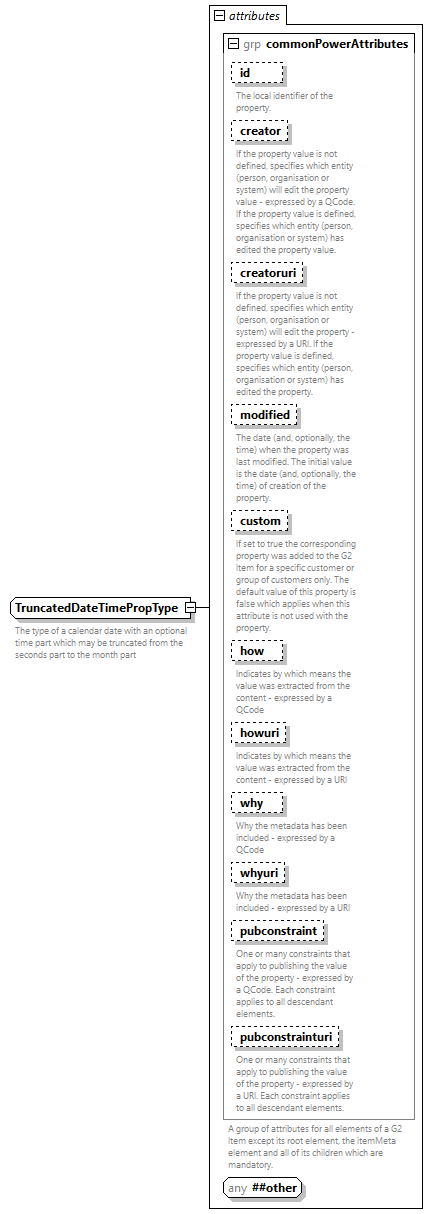 attributes
grp commonPowerAttributes
id
The local identifier of the
property.
creator
If the property value is not
defined, specifies which entity
(person, organisation or
system) will edit the property
value - expressed by a QCode.
If the property value is defined,
specifies which entity (person,
organisation or system) has
edited the property value.
creatoruri
If the property value is not
defined, specifies which entity
(person, organisation or
system) will edit the property -
expressed by a URI. If the
property value is defined,
specifies which entity (person,
organisation or system) has
edited the property.
modified
The date (and, optionally, the
time) when the property was
last modified. The initial value
is the date (and, optionally, the
time) of creation of the
property.
custom
If set to true the corresponding
property was added to the G2
Item for a specific customer or
group of customers only. The
default value of this property is
false which applies when this
attribute is not used with the
property.
TruncatedDateTimePropType
The type of a calendar date with an optional
time part which may be truncated from the
seconds part to the month part
how
Indicates by which means the
value was extracted from the
content - expressed by a
QCode
howuri
Indicates by which means the
value was extracted from the
content - expressed by a URI
why
Why the metadata has been
included - expressed by a
QCode
whyuri
Why the metadata has been
included - expressed by a URI
pubconstraint
One or many constraints that
apply to publishing the value
of the property - expressed by
a QCode. Each constraint
applies to all descendant
elements.
pubconstrainturi
One or many constraints that
apply to publishing the value
of the property - expressed by
a URI. Each constraint applies
to all descendant elements.
A group of attributes for all elements of a G2
Item except its root element, the itemMeta
element and all of its children which are
mandatory.
any ##other